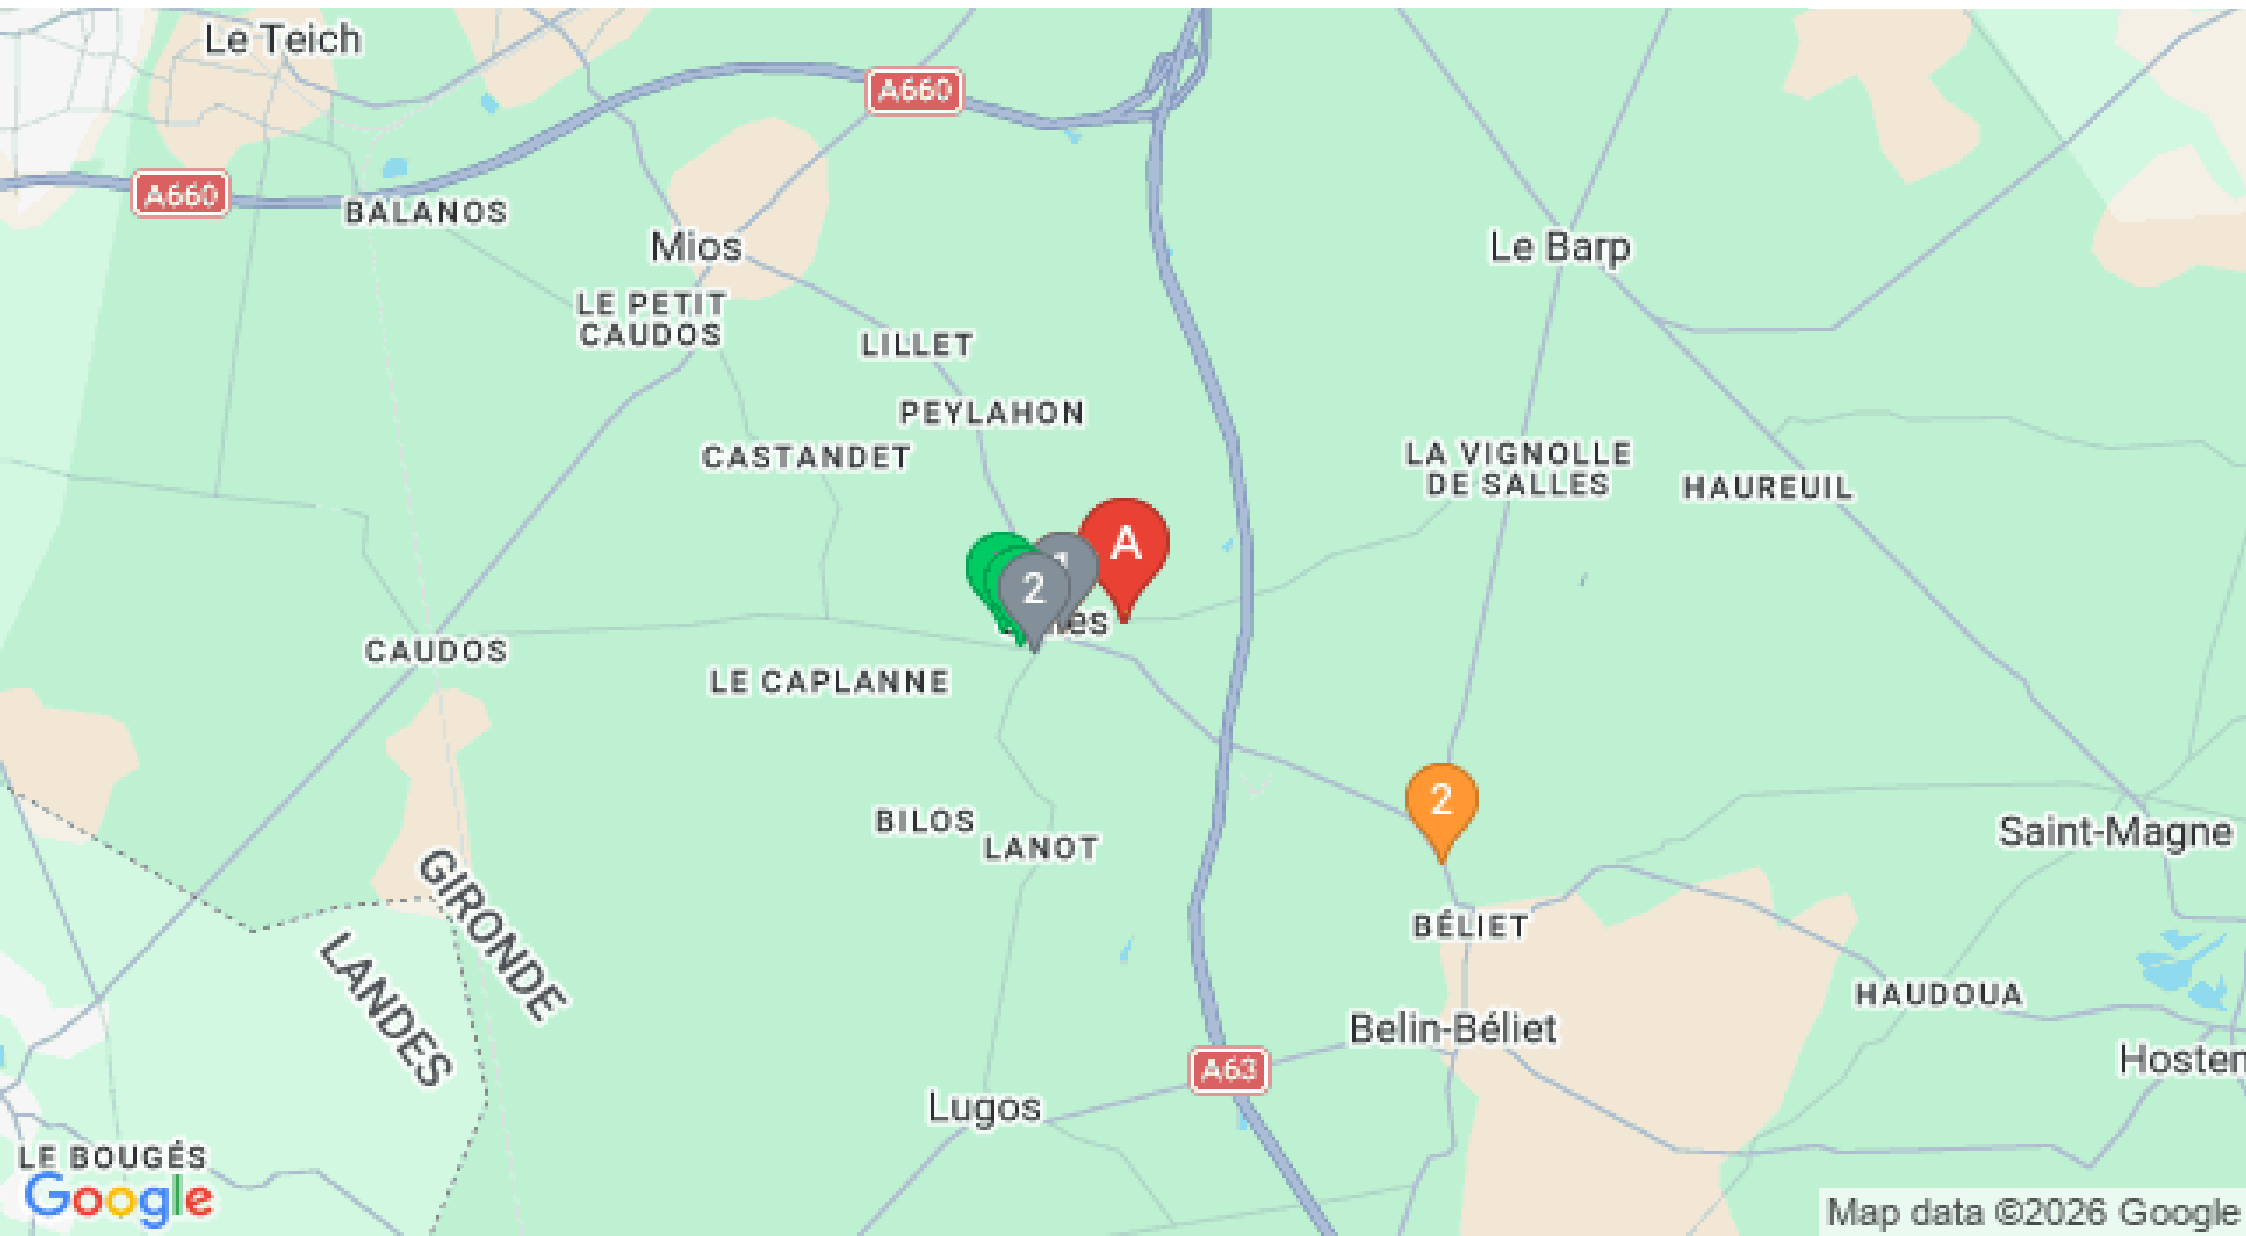 Le Teich
A660
A660
BALANOS
Mios
Le Barp
LE PETIT
CAUDOS
LILLET
PEYLAHON
CASTANDET
LA VIGNOLLE
DE SALLES
HAUREUIL
A
2
CAUDOS
LE CAPLANNE
2
BILOS
LANOT
Saint-Magne
GIRONDE
LANDES
BÉLIET
HAUDOUA
Belin-Béliet
Hosten
A63
Lugos
LE BOUGÉS
Google
Map data ©2026 Google